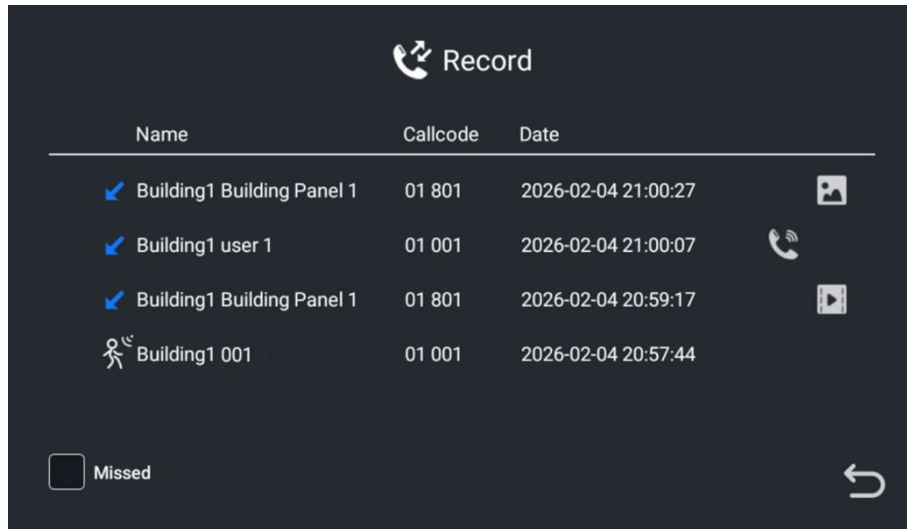 Record
Name Callcode Date
Building1 Building Panel 1 01 801 2026-02-04 21:00:27
Building1 user 1 01 001 2026-02-04 21:00:07
Building1 Building Panel 1 01 801 2026-02-04 20:59:17
Building1 001 01 001 2026-02-04 20:57:44
Missed